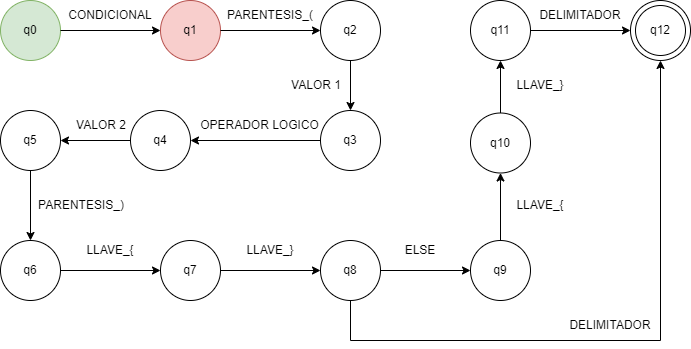 q0
CONDICIONAL
q1
PARENTESIS_(
q2
q11
DELIMITADOR
q12
VALOR 1
LLAVE_}
q5
VALOR 2
q4
OPERADOR LOGICO
q3
q10
PARENTESIS_)
LLAVE_{
q6
LLAVE_{
q7
LLAVE_}
q8
ELSE
q9
DELIMITADOR